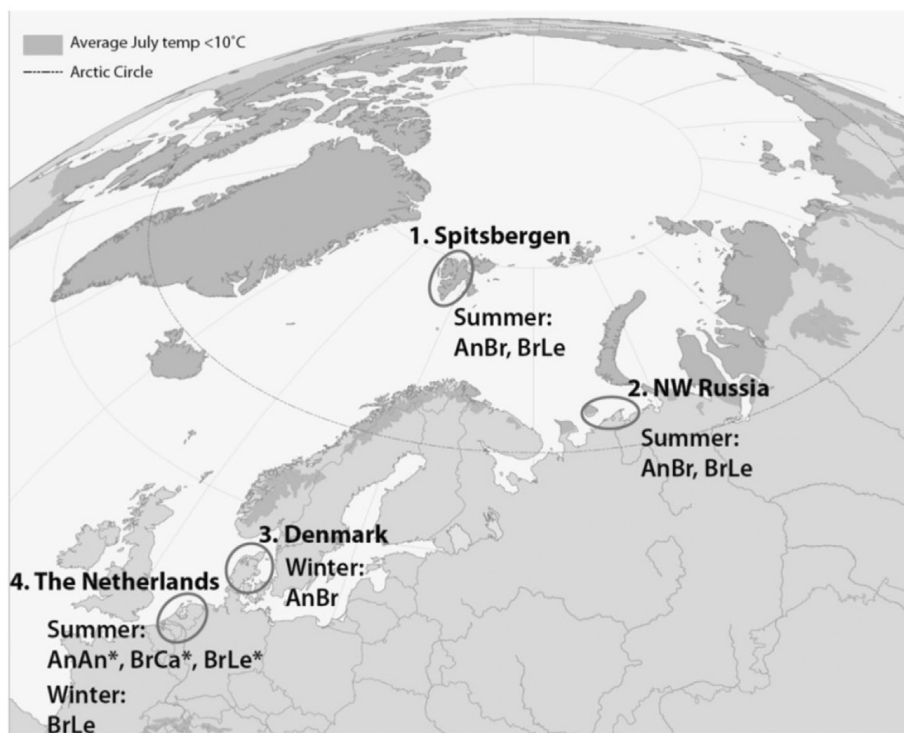 Average July temp <10˚C
Arctic Circle
1. Spitsbergen
Summer:
AnBr, BrLe
2. NW Russia
Summer:
AnBr, BrLe
3. Denmark
Winter:
AnBr
4. The Netherlands
Summer:
AnAn*, BrCa*, BrLe*
Winter:
BrLe